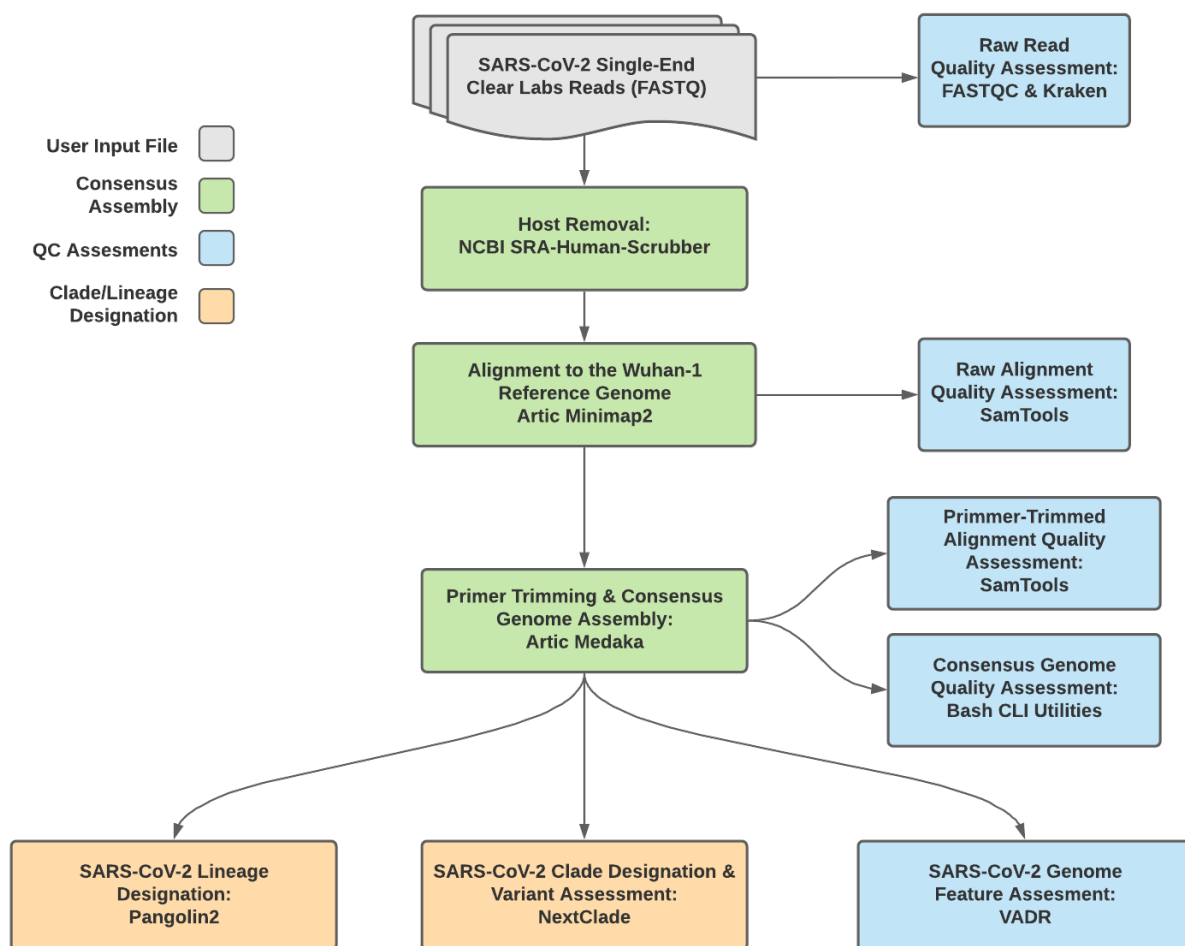 SARS-CoV-2 Single-End
Clear Labs Reads (FASTQ)
Raw Read
Quality Assessment:
FASTQC & Kraken
User Input File
Consensus
Assembly
QC Assesments
Clade/Lineage
Designation
Host Removal:
NCBI SRA-Human-Scrubber
Alignment to the Wuhan-1
Reference Genome
Artic Minimap2
Raw Alignment
Quality Assessment:
SamTools
Primmer-Trimmed
Alignment Quality
Assessment:
SamTools
Primer Trimming & Consensus
Genome Assembly:
Artic Medaka
Consensus Genome
Quality Assessment:
Bash CLI Utilities
SARS-CoV-2 Lineage
Designation:
Pangolin2
SARS-CoV-2 Clade Designation &
Variant Assessment:
NextClade
SARS-CoV-2 Genome
Feature Assesment:
VADR